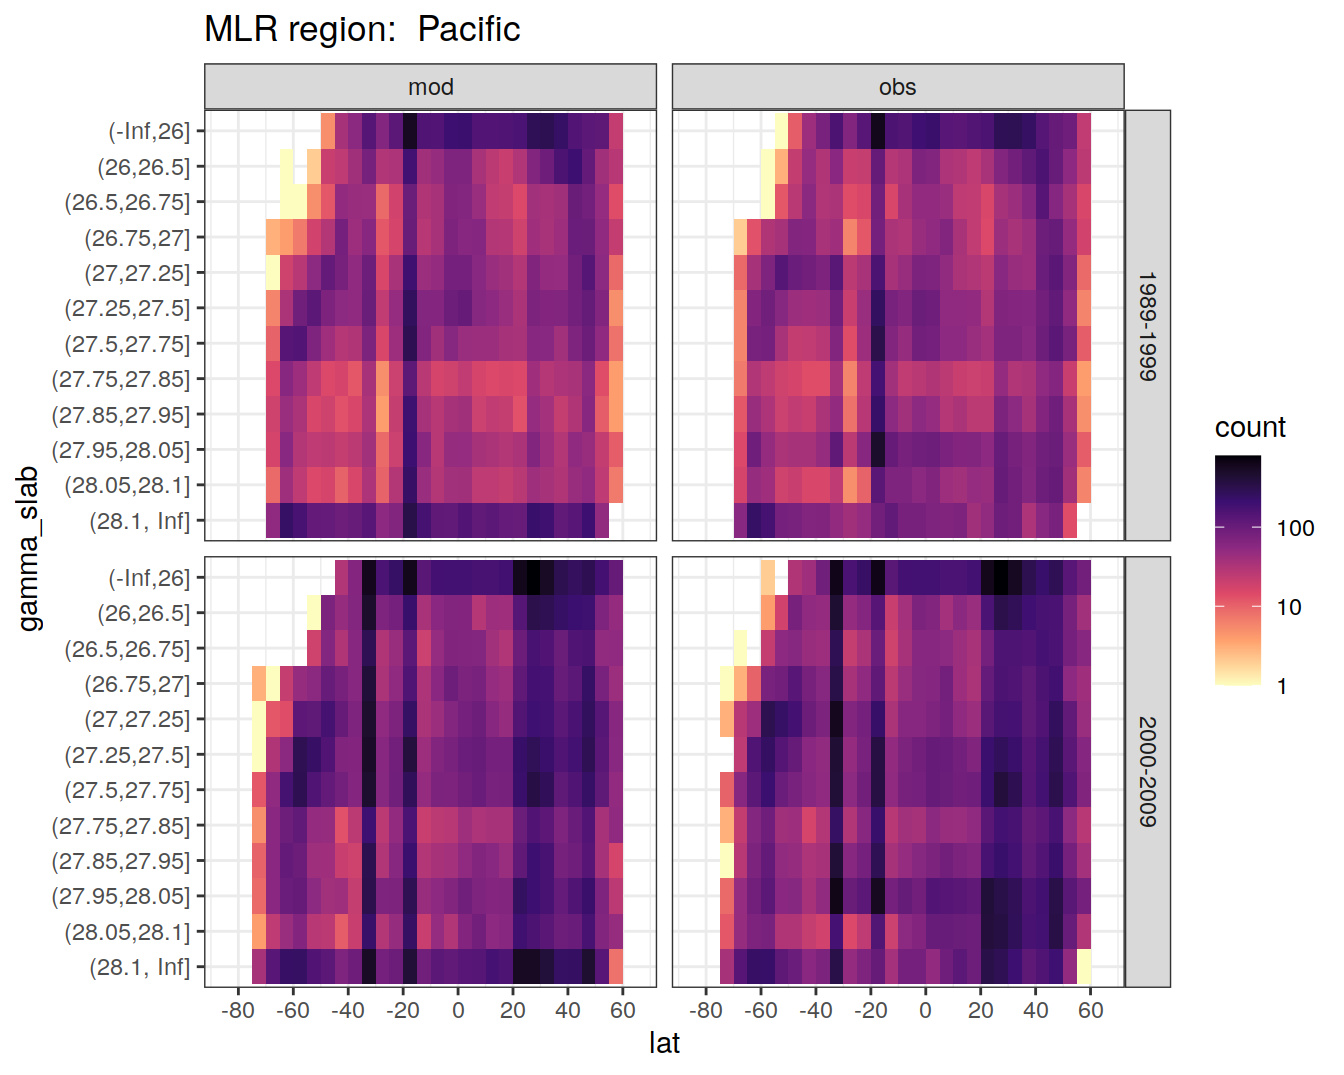 MLR region:  Pacific
mod
obs
(-Inf,26]
(26,26.5]
(26.5,26.75]
(26.75,27]
(27,27.25]
(27.25,27.5]
(27.5,27.75]
(27.75,27.85]
(27.85,27.95]
(27.95,28.05]
(28.05,28.1]
(28.1, Inf]
1989-1999
(-Inf,26]
(26,26.5]
(26.5,26.75]
(26.75,27]
(27,27.25]
(27.25,27.5]
(27.5,27.75]
(27.75,27.85]
(27.85,27.95]
(27.95,28.05]
(28.05,28.1]
(28.1, Inf]
2000-2009
gamma_slab
-80 -60 -40 -20 0 20 40 60
-80 -60 -40 -20 0 20 40 60
lat
count
100
10
1